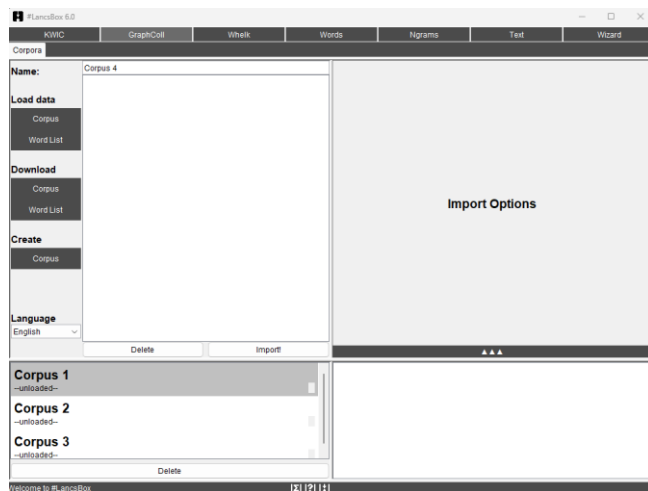 #LancsBox 6.0
KWIC GraphColl Whelk Words Ngrams Text Wizard
Corpora
Name: Corpus 4
Load data
Corpus
Word List
Download
Corpus
Word List
Import Options
Create
Corpus
Language
English
Delete Import!
▲▲▲
Corpus 1
--unloaded--
Corpus 2
--unloaded--
Corpus 3
--unloaded--
Delete
Welcome to #LancsBox |Σ|?|‡|